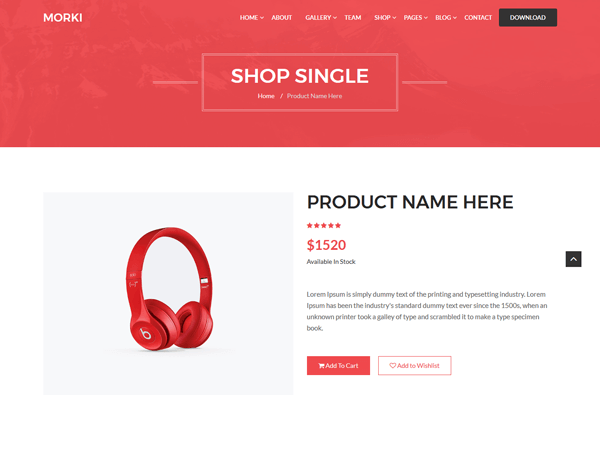 MORKI
HOME ABOUT GALLERY TEAM SHOP PAGES BLOG CONTACT DOWNLOAD
SHOP SINGLE
Home / Product Name Here
PRODUCT NAME HERE
$1520
Available In Stock
Lorem Ipsum is simply dummy text of the printing and typesetting industry. Lorem
Ipsum has been the industry's standard dummy text ever since the 1500s, when an
unknown printer took a galley of type and scrambled it to make a type specimen
book.
Add To Cart
Add to Wishlist